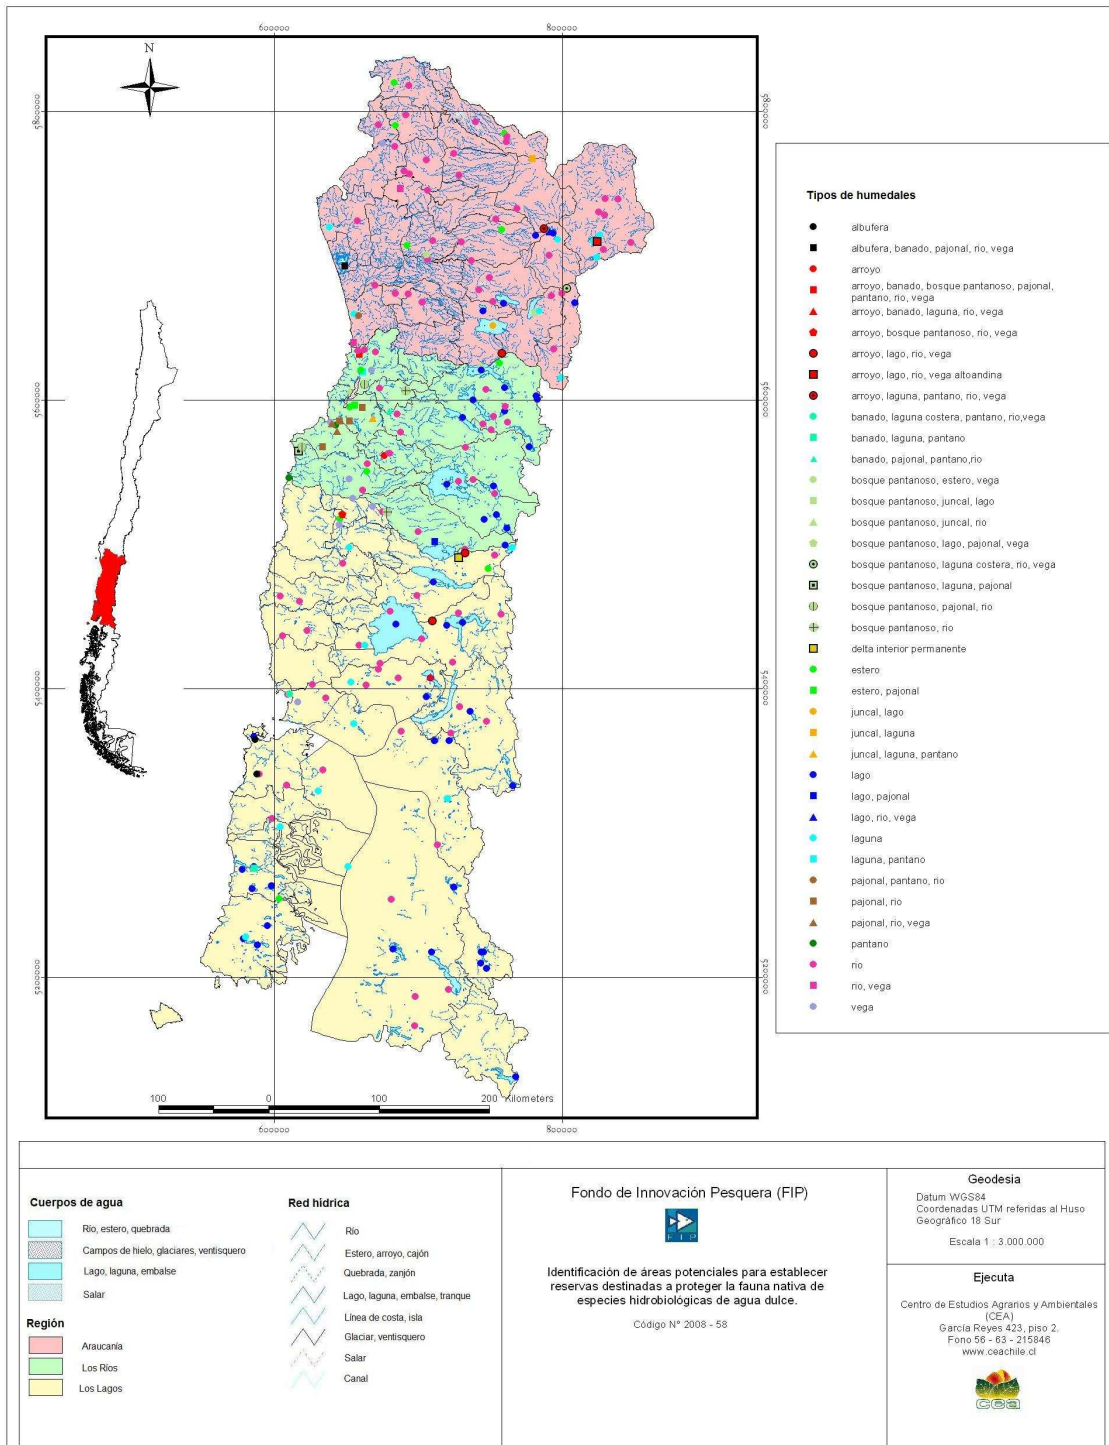 600000
800000
N
5800000
5800000
5600000
5600000
5400000
5400000
5200000
5200000
100
0
100
200 Kilometers
600000
800000
Tipos de humedales
albufera
albufera, banado, pajonal, rio, vega
arroyo
arroyo, banado, bosque pantanoso, pajonal,
pantano, rio, vega
arroyo, banado, laguna, rio, vega
arroyo, bosque pantanoso, rio, vega
arroyo, lago, rio, vega
arroyo, lago, rio, vega altoandina
arroyo, laguna, pantano, rio, vega
banado, laguna costera, pantano, rio,vega
banado, laguna, pantano
banado, pajonal, pantano,rio
bosque pantanoso, estero, vega
bosque pantanoso, juncal, lago
bosque pantanoso, juncal, rio
bosque pantanoso, lago, pajonal, vega
bosque pantanoso, laguna costera, rio, vega
bosque pantanoso, laguna, pajonal
bosque pantanoso, pajonal, rio
bosque pantanoso, rio
delta interior permanente
estero
estero, pajonal
juncal, lago
juncal, laguna
juncal, laguna, pantano
lago
lago, pajonal
lago, rio, vega
laguna
laguna, pantano
pajonal, pantano, rio
pajonal, rio
pajonal, rio, vega
pantano
rio
rio, vega
vega
Cuerpos de agua
Río, estero, quebrada
Campos de hielo, glaciares, ventisquero
Lago, laguna, embalse
Salar
Región
Araucanía
Los Ríos
Los Lagos
Red hídrica
Río
Estero, arroyo, cajón
Quebrada, zanjón
Lago, laguna, embalse, tranque
Línea de costa, isla
Glaciar, ventisquero
Salar
Canal
Fondo de Innovación Pesquera (FIP)
FIP
Identificación de áreas potenciales para establecer
reservas destinadas a proteger la fauna nativa de
especies hidrobiológicas de agua dulce.
Código N° 2008 - 58
Geodesia
Datum WGS84
Coordenadas UTM referidas al Huso
Geográfico 18 Sur
Escala 1 : 3.000.000
Ejecuta
Centro de Estudios Agrarios y Ambientales
(CEA)
García Reyes 423, piso 2.
Fono 56 - 63 - 215846
www.ceachile.cl
cea